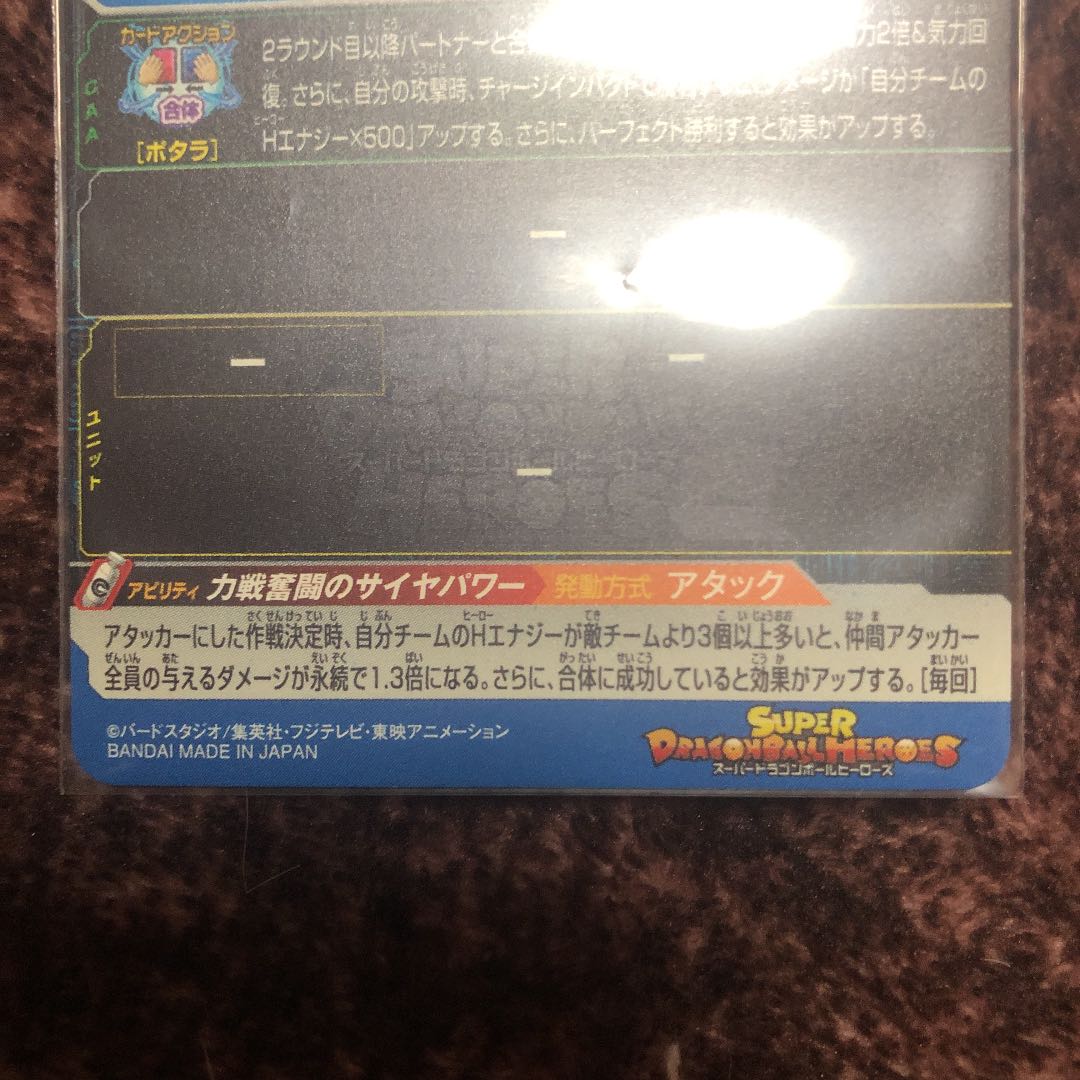 カードアクション
合体
[ポタラ]
CAA
2ラウンド目以降パートナーと合 力2倍&気力回
復。さらに、自分の攻撃時、チャージインパクトで 「自分チームの
Hエナジー×500」アップする。さらに、パーフェクト勝利すると効果がアップする。
ー
ユニット
ー ー
ー
アビリティ 力戦奮闘のサイヤパワー 発動方式 アタック
アタッカーにした作戦決定時、自分チームのHエナジーが敵チームより3個以上多いと、仲間アタッカー
全員の与えるダメージが永続で1.3倍になる。さらに、合体に成功していると効果がアップする。[毎回]
©バードスタジオ/集英社・フジテレビ・東映アニメーション
BANDAI MADE IN JAPAN
SUPER
DRAGONBALL HEROES
スーパードラゴンボールヒーローズ